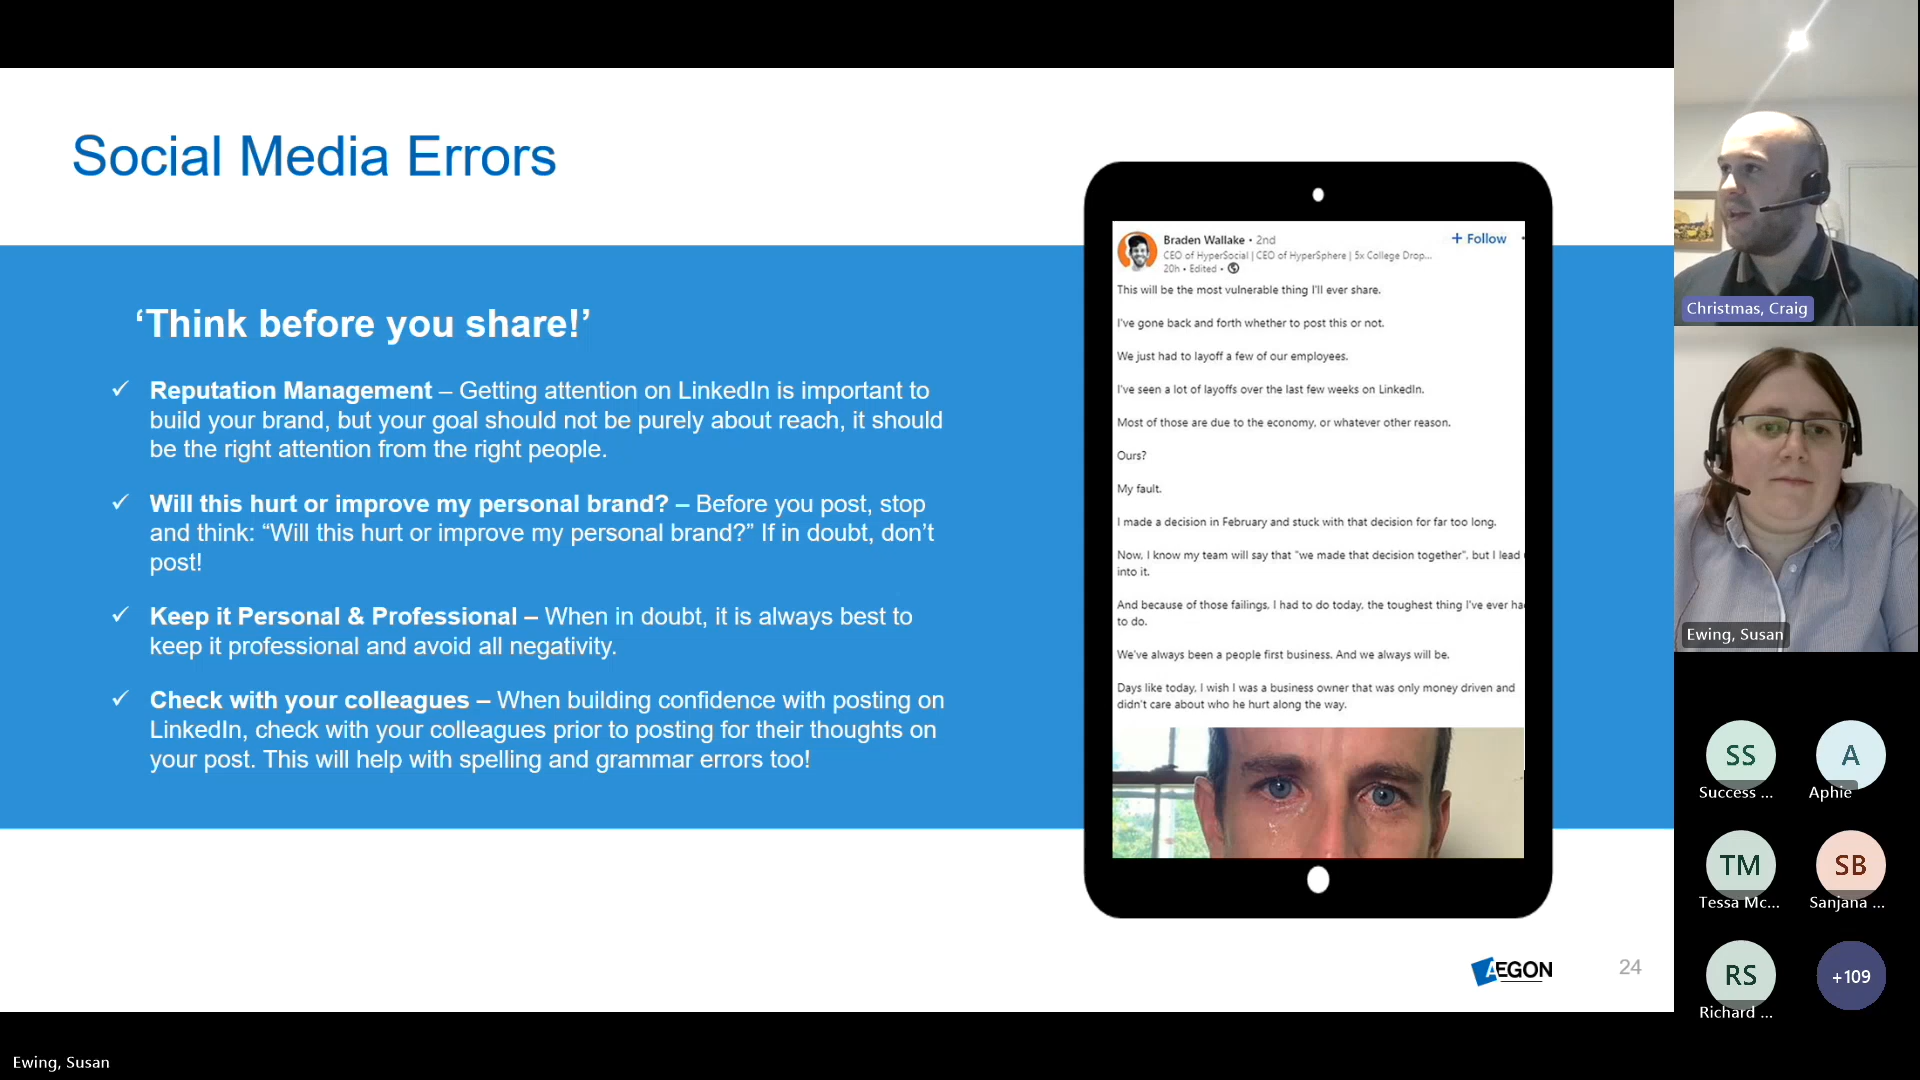 Social Media Errors
‘Think before you share!’
✓ Reputation Management – Getting attention on LinkedIn is important to
build your brand, but your goal should not be purely about reach, it should
be the right attention from the right people.
✓ Will this hurt or improve my personal brand? – Before you post, stop
and think: “Will this hurt or improve my personal brand?” If in doubt, don’t
post!
✓ Keep it Personal & Professional – When in doubt, it is always best to
keep it professional and avoid all negativity.
✓ Check with your colleagues – When building confidence with posting on
LinkedIn, check with your colleagues prior to posting for their thoughts on
your post. This will help with spelling and grammar errors too!
Braden Wallake • 2nd
+ Follow
CEO of HyperSocial | CEO of HyperSphere | 5x College Drop...
20h • Edited •
This will be the most vulnerable thing I'll ever share.
I've gone back and forth whether to post this or not.
We just had to layoff a few of our employees.
I've seen a lot of layoffs over the last few weeks on LinkedIn.
Most of those are due to the economy, or whatever other reason.
Ours?
My fault.
I made a decision in February and stuck with that decision for far too long.
Now, I know my team will say that "we made that decision together", but I lead
into it.
And because of those failings, I had to do today, the toughest thing I've ever ha
to do.
We've always been a people first business. And we always will be.
Days like today, I wish I was a business owner that was only money driven and
didn't care about who he hurt along the way.
AEGON
24
Christmas, Craig
Ewing, Susan
SS
Success ...
A
Aphie
TM
Tessa Mc...
SB
Sanjana ...
RS
Richard ...
+109
Ewing, Susan